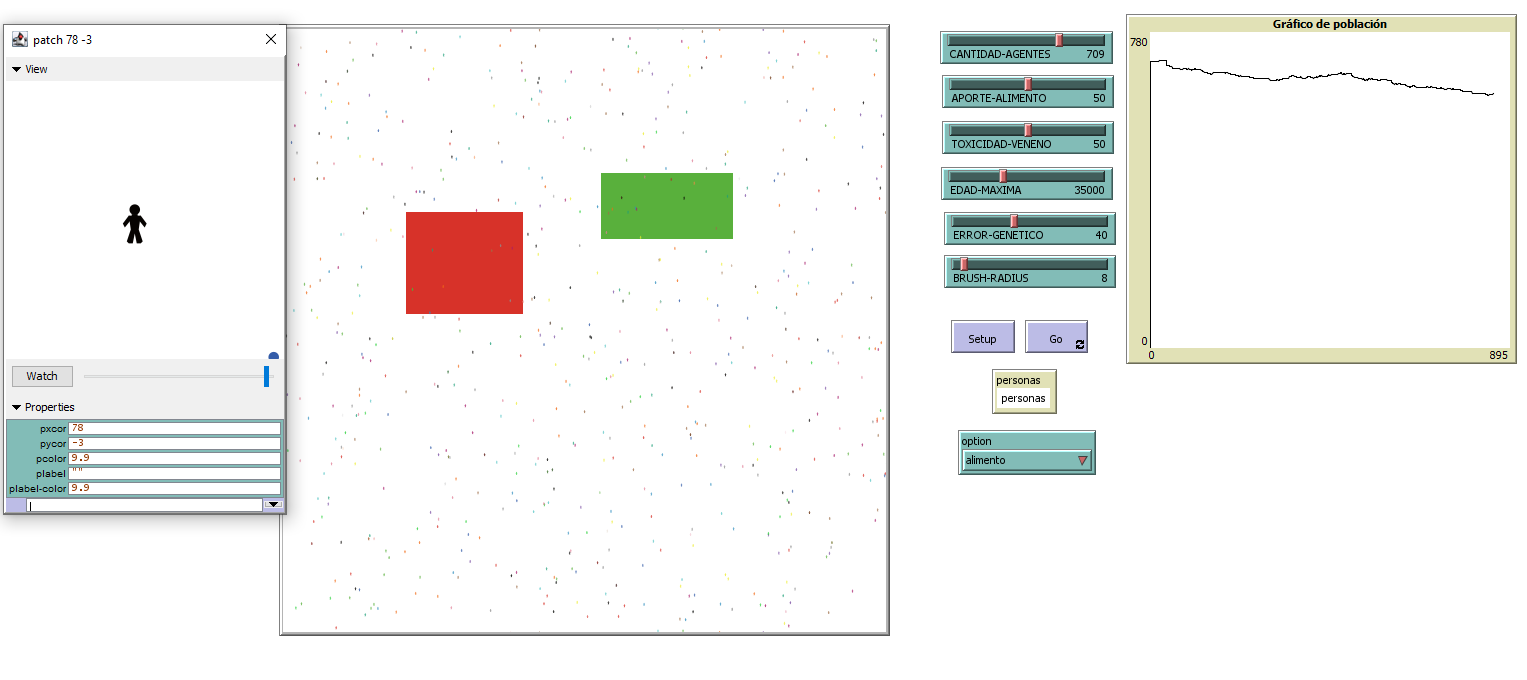 patch 78 -3
View
Watch
Properties
pxcor 78
pycor -3
pcolor 9.9
plabel ""
plabel-color 9.9
CANTIDAD-AGENTES 709
APORTE-ALIMENTO 50
TOXICIDAD-VENENO 50
EDAD-MAXIMA 35000
ERROR-GENETICO 40
BRUSH-RADIUS 8
Setup Go
personas
personas
option
alimento
Gráfico de población
780
0
0 895